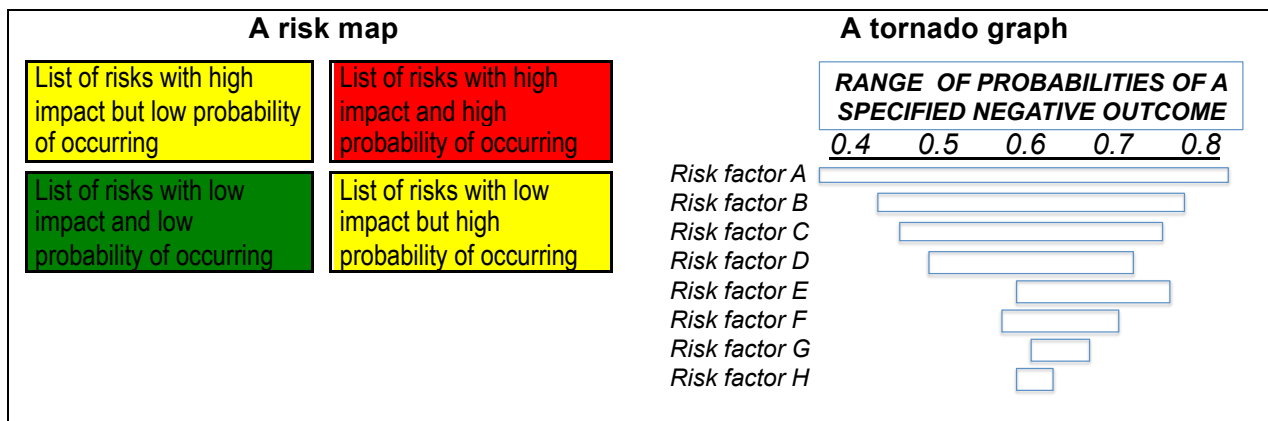 A risk map
List of risks with high
impact but low probability
of occurring
List of risks with high
impact and high
probability of occurring
List of risks with low
impact and low
probability of occurring
List of risks with low
impact but high
probability of occurring
A tornado graph
RANGE OF PROBABILITIES OF A
SPECIFIED NEGATIVE OUTCOME
0.4 0.5 0.6 0.7 0.8
Risk factor A
Risk factor B
Risk factor C
Risk factor D
Risk factor E
Risk factor F
Risk factor G
Risk factor H